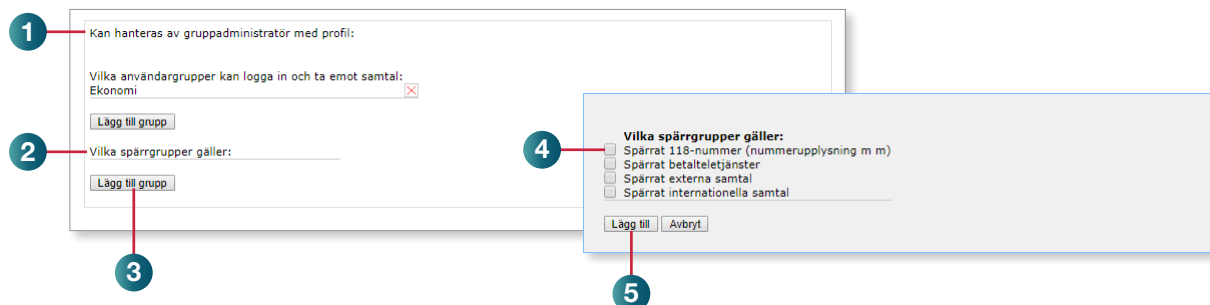 1
Kan hanteras av gruppadministratör med profil:
Vilka användargrupper kan logga in och ta emot samtal:
Ekonomi
Lägg till grupp
2
Vilka spärrgrupper gäller:
Lägg till grupp
3
Vilka spärrgrupper gäller:
4
Spärrat 118-nummer (nummerupplysning m m)
Spärrat betalteletjänster
Spärrat externa samtal
Spärrat internationella samtal
Lägg till
Avbryt
5